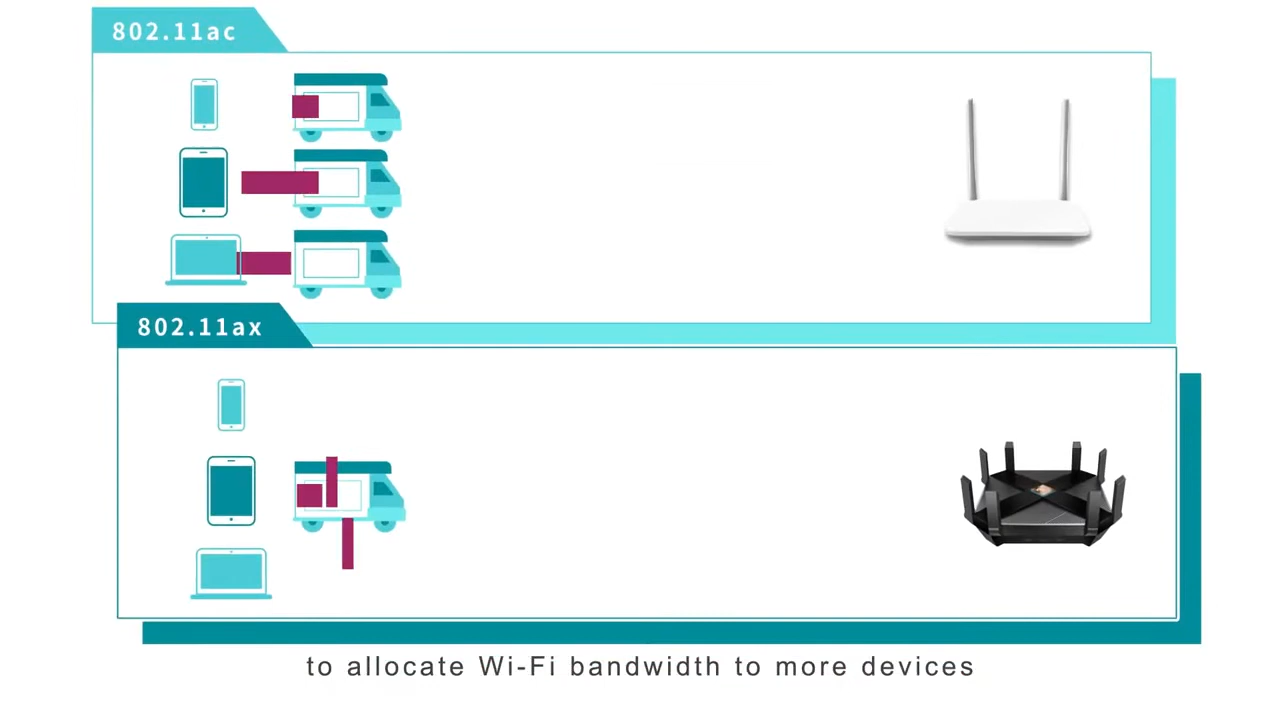 802.11ac
802.11ax
to allocate Wi-Fi bandwidth to more devices